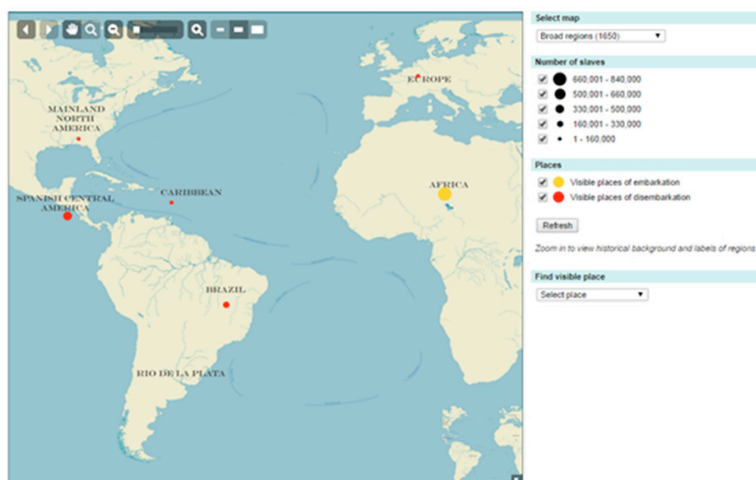 Select map
Broad regions (1650)
Number of slaves
660,001 - 840,000
500,001 - 660,000
330,001 - 500,000
160,001 - 330,000
1 - 160,000
Places
Visible places of embarkation
Visible places of disembarkation
Refresh
Zoom in to view historical background and labels of regions
Find visible place
Select place
EUROPE
MAINLAND
NORTH
AMERICA
CARIBBEAN
AFRICA
SPANISH CENTRAL
AMERICA
BRAZIL
RIO DE LA PLATA